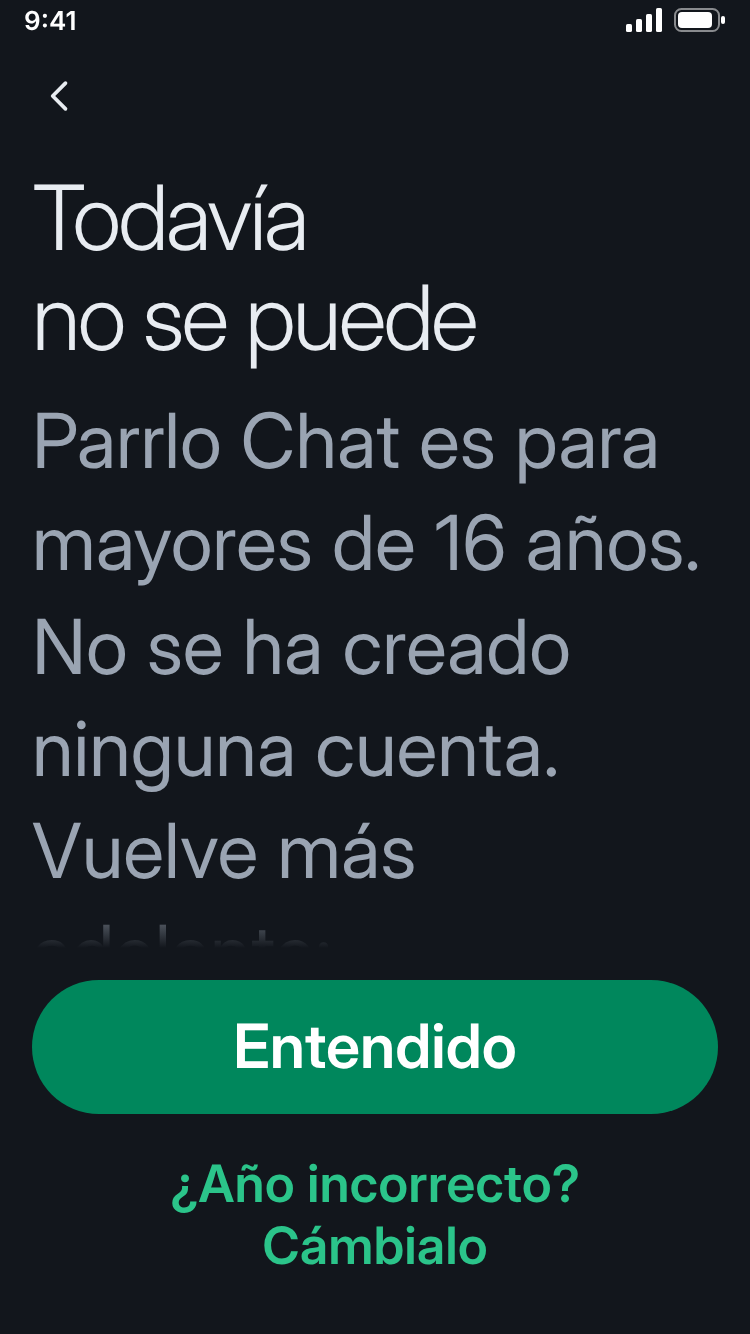 9:41
Todavía
no se puede
Parrlo Chat es para
mayores de 16 años.
No se ha creado
ninguna cuenta.
Vuelve más
Entendido
¿Año incorrecto?
Cámbialo